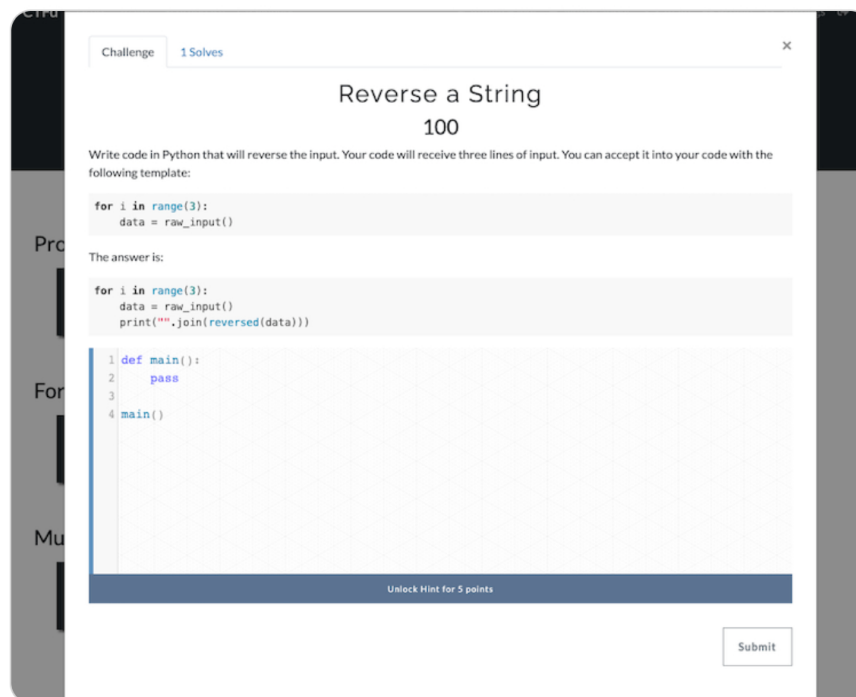 Challenge
1 Solves
×
Reverse a String
100
Write code in Python that will reverse the input. Your code will receive three lines of input. You can accept it into your code with the
following template:
for i in range(3):
    data = raw_input()
The answer is:
for i in range(3):
    data = raw_input()
    print("".join(reversed(data)))
1 def main():
2     pass
3
4 main()
Unlock Hint for 5 points
Submit
Pro
For
Mu